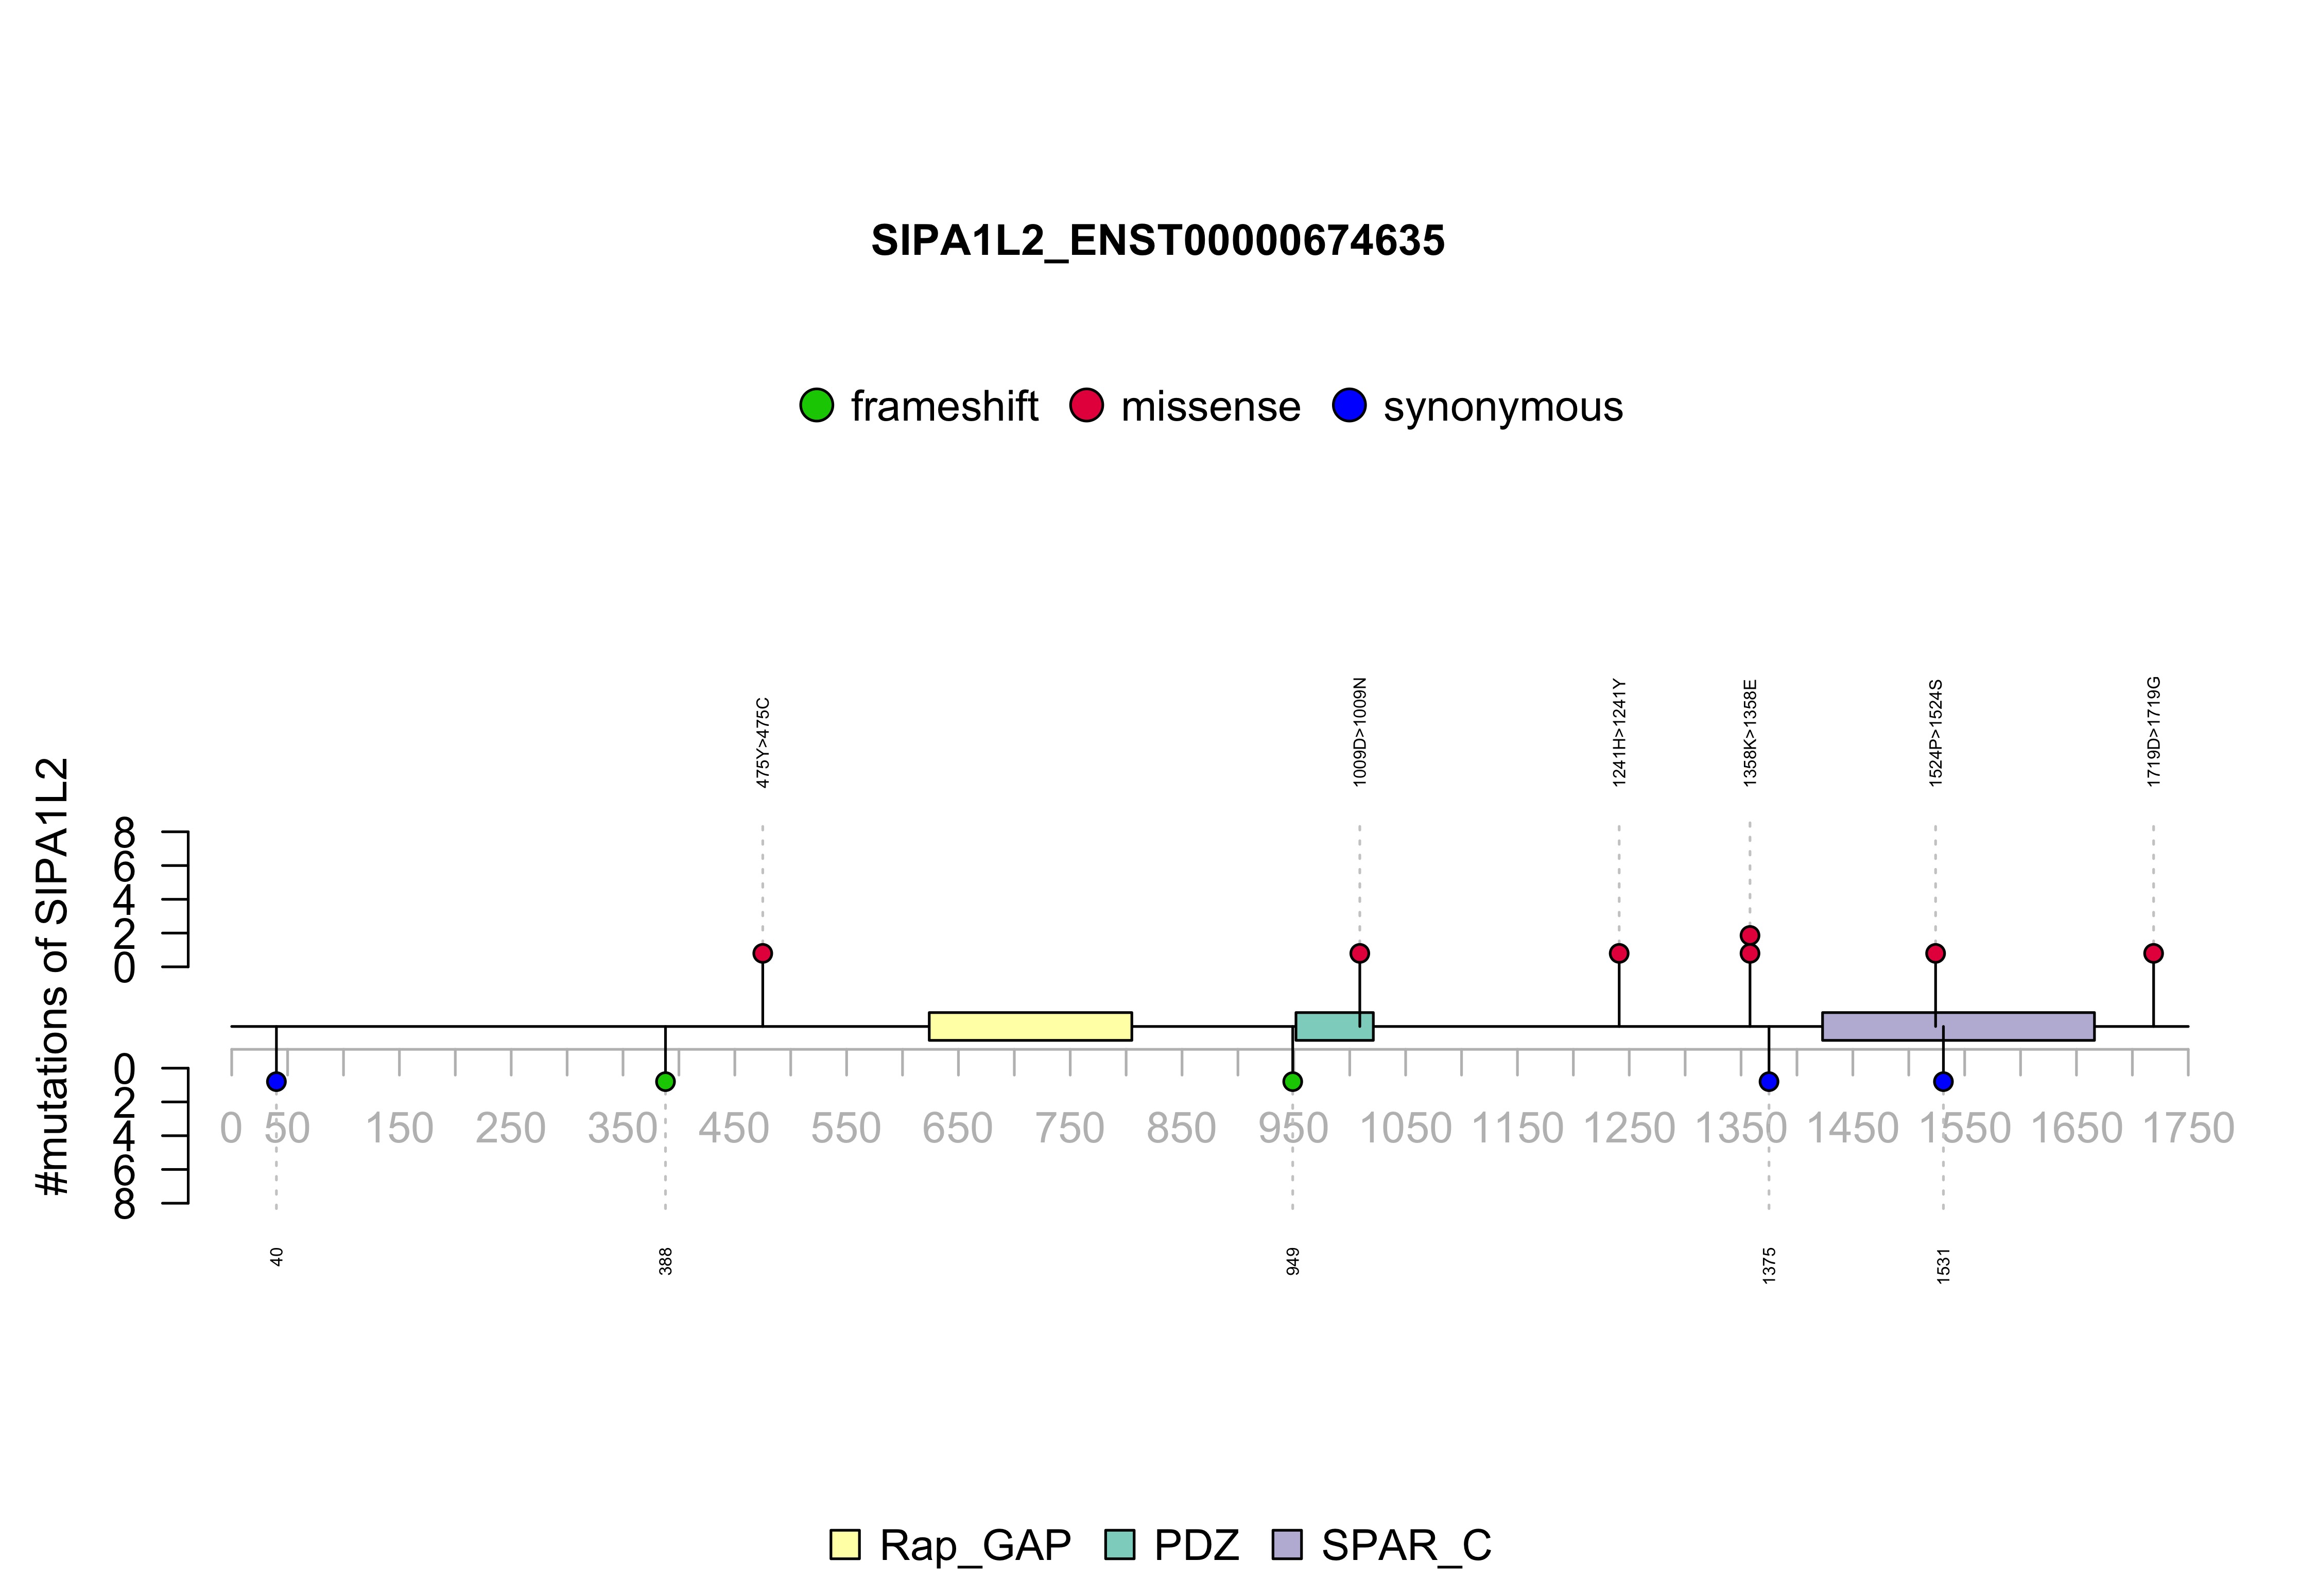 SIPA1L2_ENST00000674635
frameshift missense synonymous
475Y>475C 1009D>1009N 1241H>1241Y 1358K>1358E 1524P>1524S 1719D>1719G
#mutations of SIPA1L2
8
6
4
2
0
0
2
4
6
8
0 50 150 250 350 450 550 650 750 850 950 1050 1150 1250 1350 1450 1550 1650 1750
40 388 949 1375 1531
Rap_GAP PDZ SPAR_C